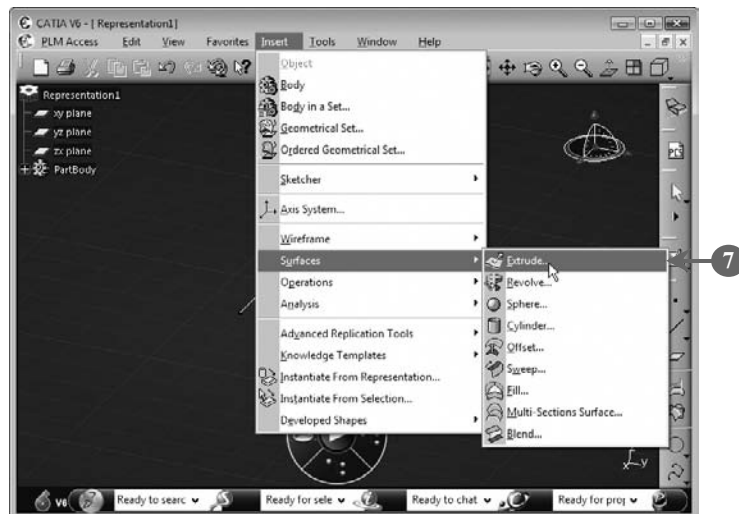 CATIA V6 - [ Representation1]
PLM Access Edit View Favorites Insert Tools Window Help
Representation1
xy plane
yz plane
zx plane
PartBody
Object
Body
Body in a Set...
Geometrical Set...
Ordered Geometrical Set...
Sketcher
Axis System...
Wireframe
Surfaces
Operations
Analysis
Advanced Replication Tools
Knowledge Templates
Instantiate From Representation...
Instantiate From Selection...
Developed Shapes
Extrude...
Revolve...
Sphere...
Cylinder...
Offset...
Sweep...
Fill...
Multi-Sections Surface...
Blend...
7
PCS
y
V6 Ready to searc Ready for sele Ready to chat Ready for proj